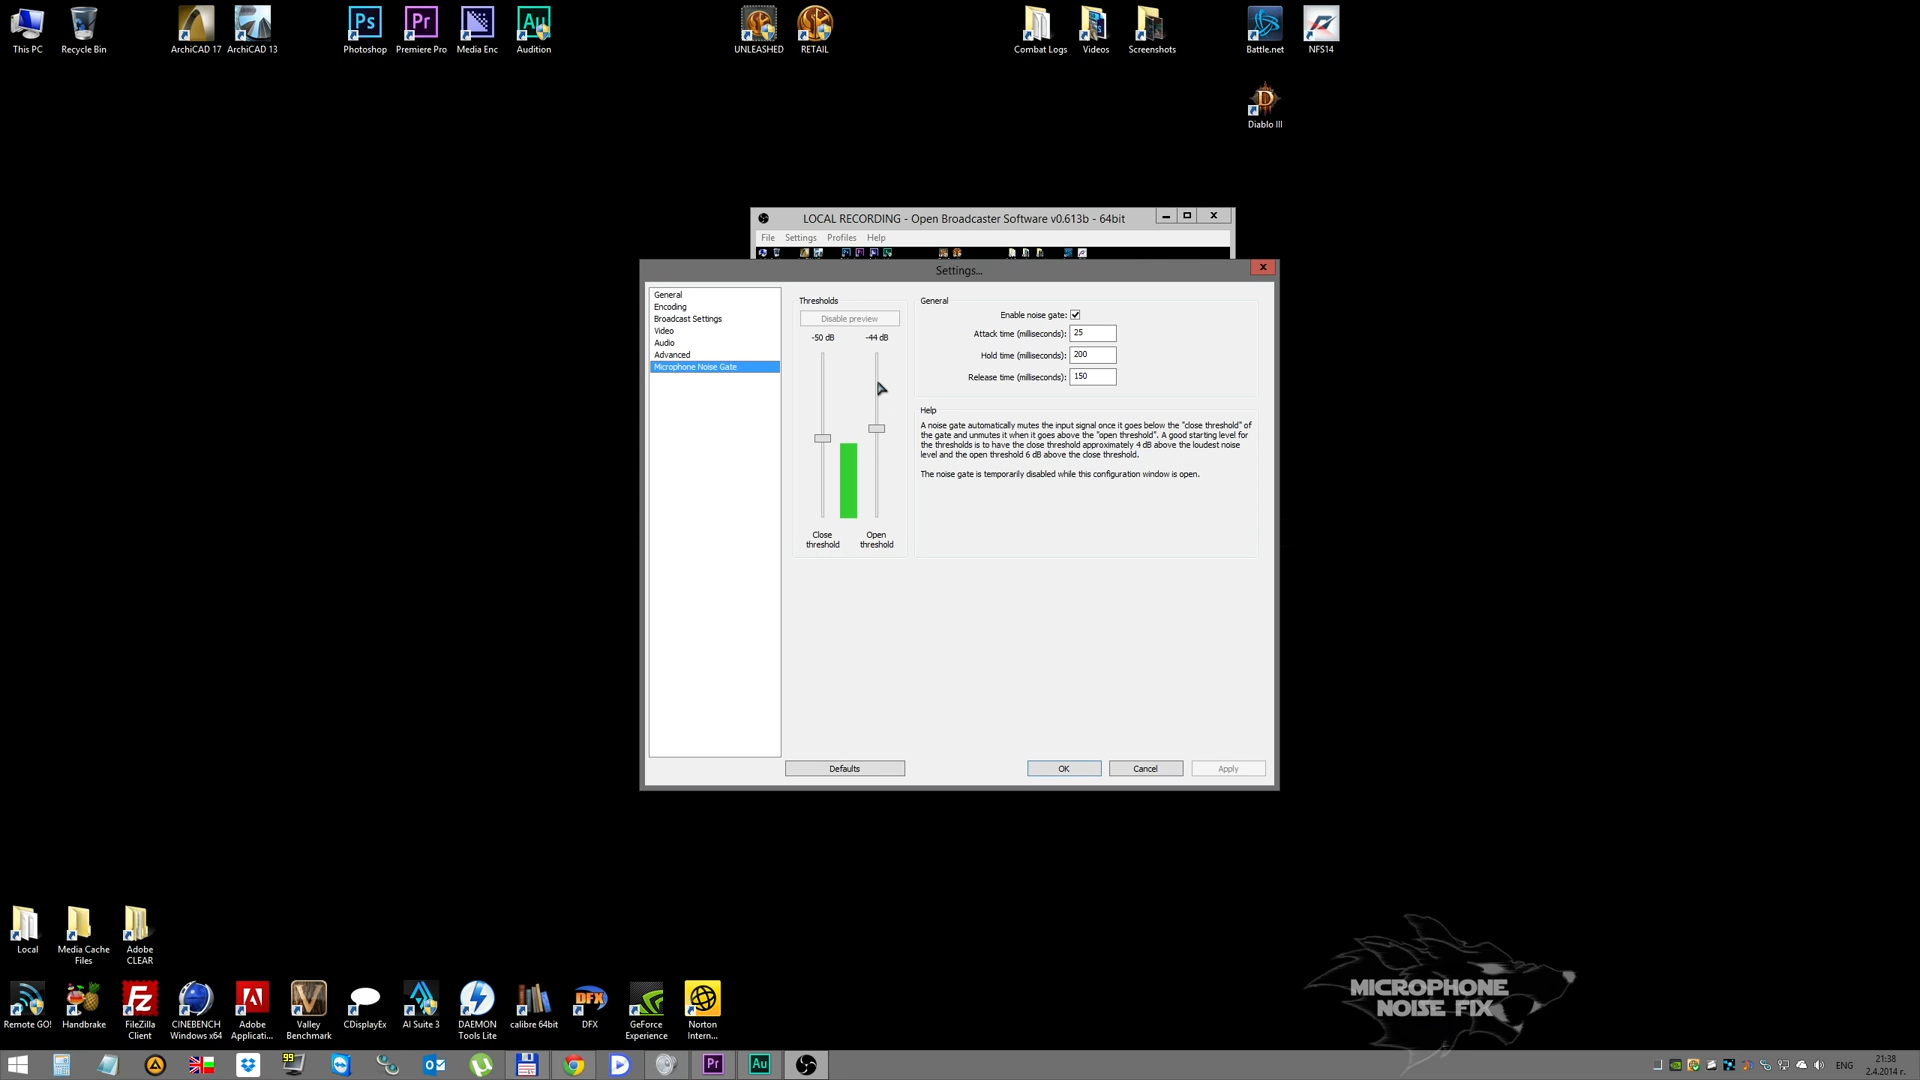 This PC
Recycle Bin
ArchiCAD 17
ArchiCAD 13
Ps
Photoshop
Pr
Premiere Pro
Media Enc
Au
Audition
UNLEASHED
RETAIL
Combat Logs
Videos
Screenshots
Battle.net
NFS14
D
Diablo III
LOCAL RECORDING - Open Broadcaster Software v0.613b - 64bit
File Settings Profiles Help
Settings...
General
Encoding
Broadcast Settings
Video
Audio
Advanced
Microphone Noise Gate
Thresholds
Disable preview
-50 dB -44 dB
Close threshold
Open threshold
General
Enable noise gate:
Attack time (milliseconds): 25
Hold time (milliseconds): 200
Release time (milliseconds): 150
Help
A noise gate automatically mutes the input signal once it goes below the "close threshold" of
the gate and unmutes it when it goes above the "open threshold". A good starting level for
the thresholds is to have the close threshold approximately 4 dB above the loudest noise
level and the open threshold 6 dB above the close threshold.
The noise gate is temporarily disabled while this configuration window is open.
Defaults
OK
Cancel
Apply
Local
Media Cache Files
Adobe CLEAR
Remote GO!
Handbrake
Fz
FileZilla Client
CINEBENCH Windows x64
Adobe Applicati...
V
Valley Benchmark
CDisplayEx
AI Suite 3
DAEMON Tools Lite
calibre 64bit
DFX
DFX
GeForce Experience
Norton Intern...
MICROPHONE
NOISE FIX
99
Pr
Au
ENG
21:38
2.4.2014 г.